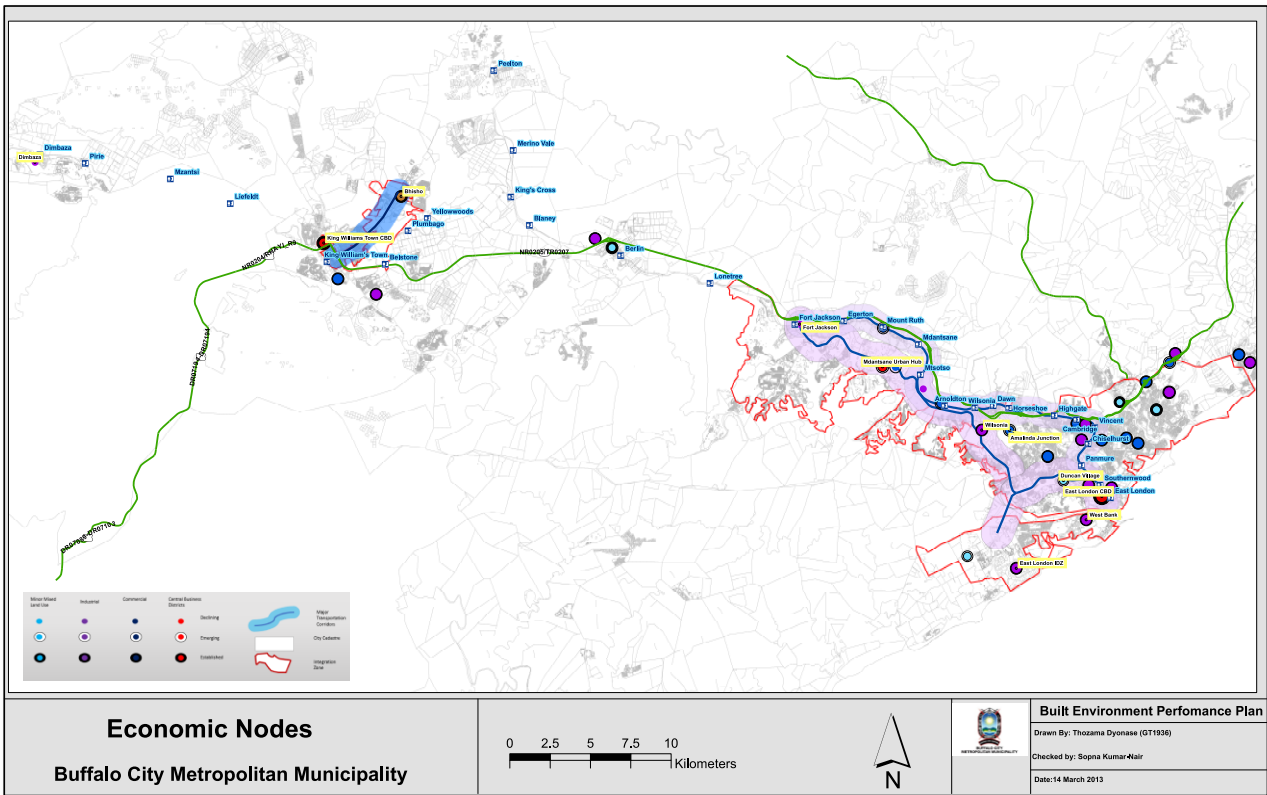 Peelton
Dimbaza
Dimbaza
Pirie
Merino Vale
Mzantsi
King's Cross
Bhisho
Liefeldt
Yellowwoods
Blaney
Plumbago
King Williams Town CBD
Berlin
NR0205/TR0207
King William's Town
Belstone
Lonetree
Fort Jackson
Egerton
Mount Ruth
Fort Jackson
Mdantsane
Mdantsane Urban Hub
Mtsotso
Arnoldton
Wilsonia
Dawn
Horseshoe
Highgate
Vincent
Wilsonia
Cambridge
Amalinda Junction
Chiselhurst
Panmure
Duncan Village
Southernwood
East London CBD
East London
West Bank
East London IDZ
Minor Mixed
Land Use
Industrial
Commercial
Central Business
Districts
Declining
Emerging
Established
Major
Transportation
Corridors
City Cadastre
Integration
Zone
Economic Nodes
Buffalo City Metropolitan Municipality
0 2.5 5 7.5 10
Kilometers
N
BUFFALO CITY
METROPOLITAN MUNICIPALITY
Built Environment Perfomance Plan
Drawn By: Thozama Dyonase (GT1936)
Checked by: Sopna Kumar-Nair
Date:14 March 2013